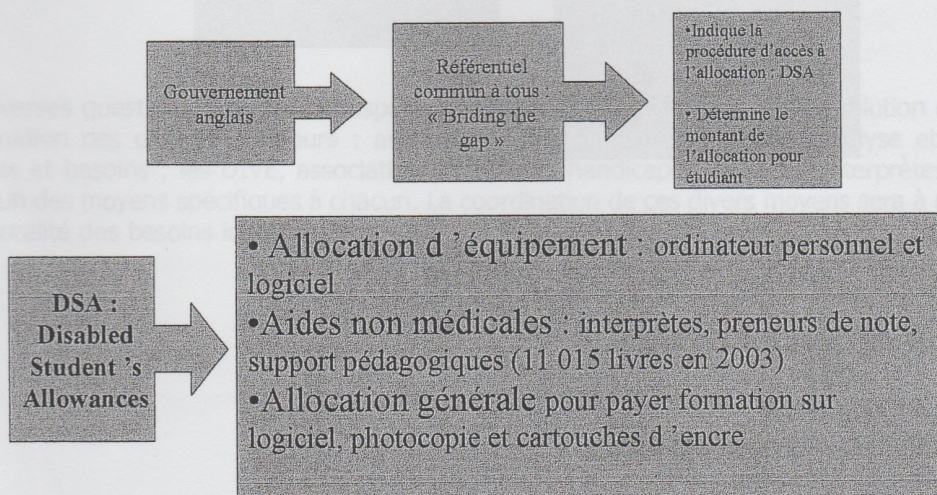 Gouvernement
anglais
Référentiel
commun à tous :
« Briding the
gap »
•Indique la
procédure d'accès à
l'allocation : DSA
• Détermine le
montant de
l'allocation pour
étudiant
DSA :
Disabled
Student 's
Allowances
• Allocation d 'équipement : ordinateur personnel et
logiciel
•Aides non médicales : interprètes, preneurs de note,
support pédagogiques (11 015 livres en 2003)
•Allocation générale pour payer formation sur
logiciel, photocopie et cartouches d 'encre